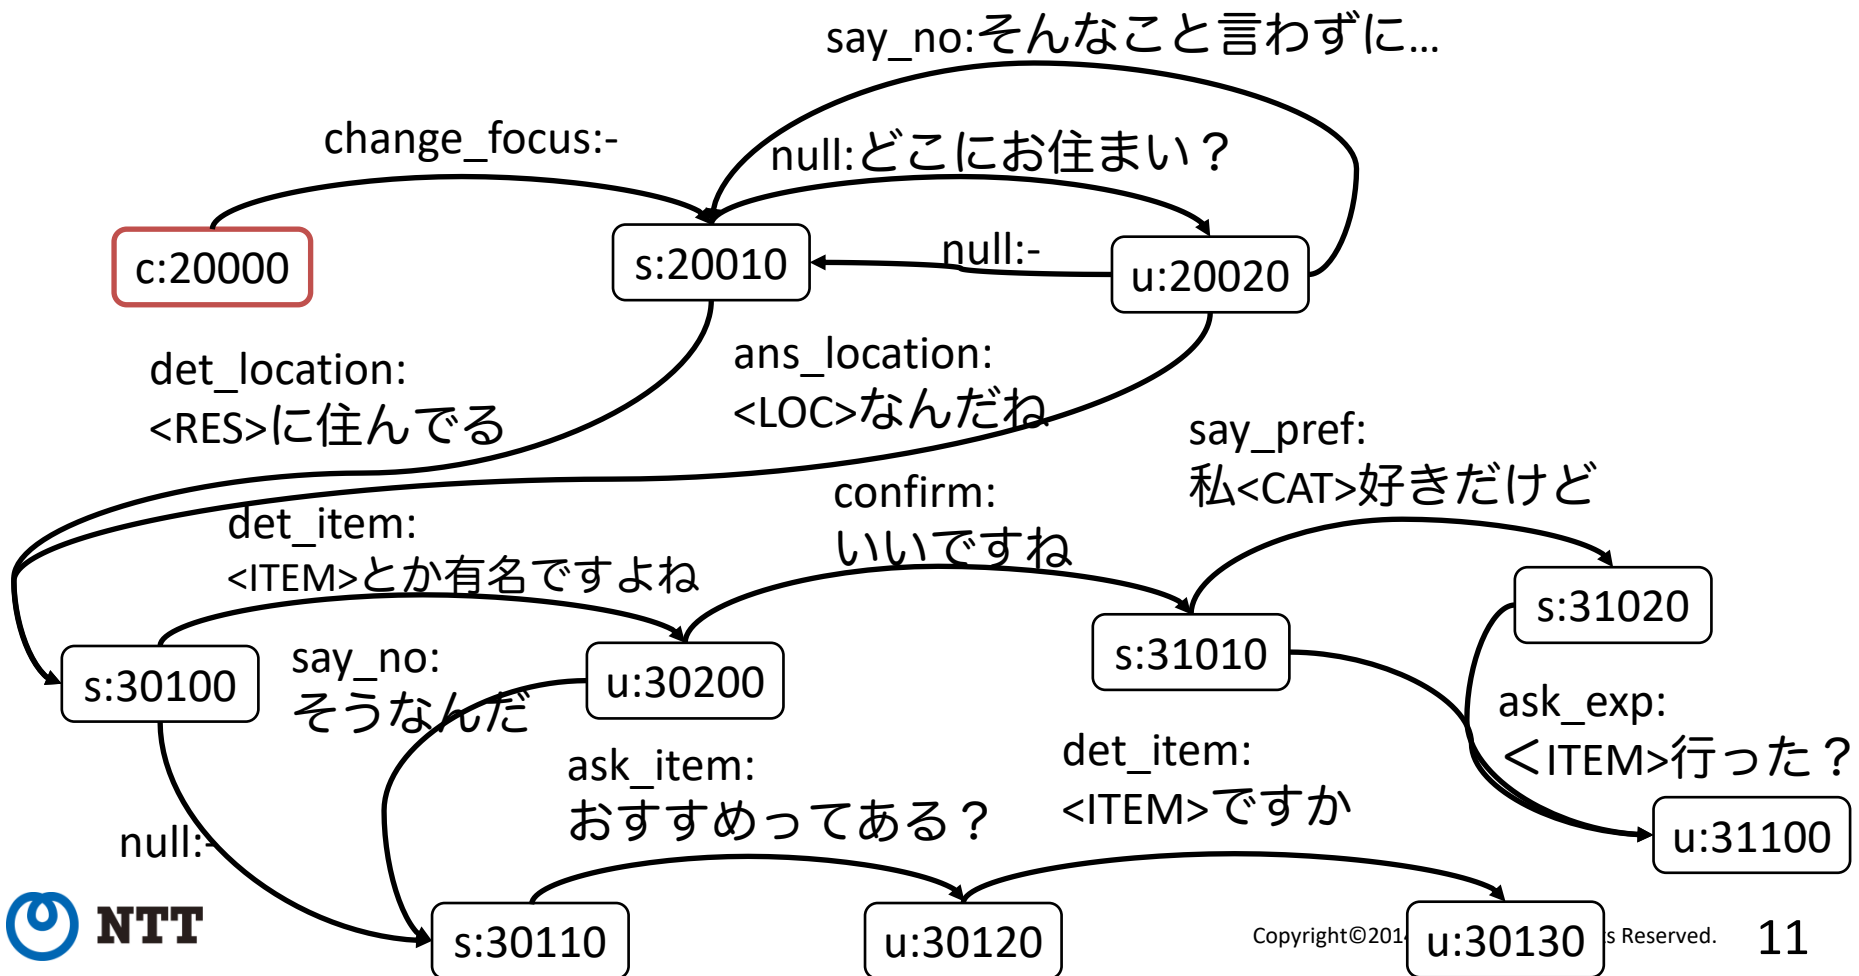 say_no:そんなこと言わずに...
change_focus:-
null:どこにお住まい？
c:20000
s:20010
null:-
u:20020
det_location:
<RES>に住んでる
ans_location:
<LOC>なんだね
say_pref:
私<CAT>好きだけど
confirm:
いいですね
det_item:
<ITEM>とか有名ですよね
s:31020
s:30100
say_no:
そうなんだ
u:30200
s:31010
ask_exp:
＜ITEM>行った？
ask_item:
おすすめってある？
det_item:
<ITEM>ですか
null:-
u:31100
NTT
s:30110
u:30120
Copyright©201
u:30130
s Reserved.
11